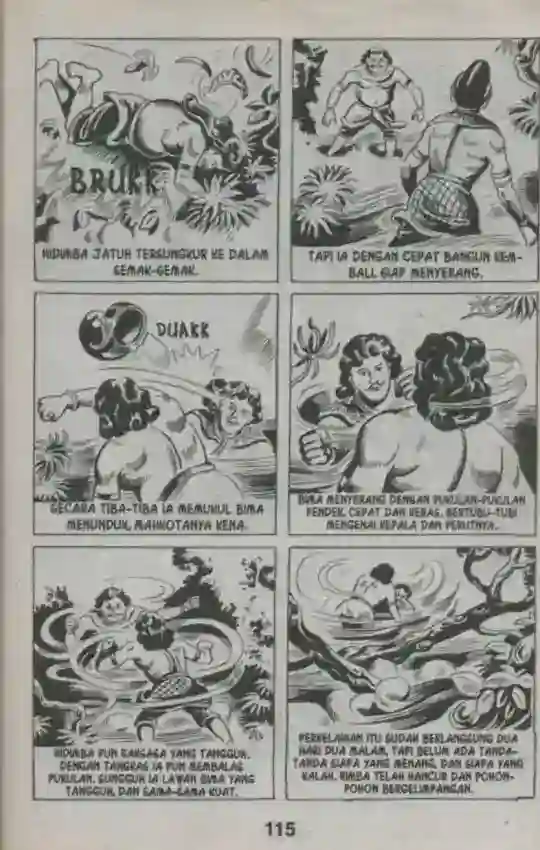 BRUKK
HIDIMBA JATUH TERSUNGKUR KE DALAM
SEMAK-SEMAK.
TAPI IA DENGAN CEPAT BANGUN KEM-
BALI SIAP MENYERANG.
DUAKK
SECARA TIBA-TIBA IA MEMUKUL BIMA
MENUNDUK, MAHKOTANYA KENA.
BIMA MENYERANG DENGAN PUKULAN-PUKULAN
PENDEK, CEPAT DAN KERAS, BERTUBI-TUBI
MENGENAI KEPALA DAN PERUTNYA.
HIDIMBA PUN RAKSASA YANG TANGGUH.
DENGAN TANGKAS IA PUN MEMBALAS
PUKULAN. SUNGGUH IA LAWAN BIMA YANG
TANGGUH, DAN SAMA-SAMA KUAT.
PERKELAHIAN ITU SUDAH BERLANGSUNG DUA
HARI DUA MALAM, TAPI BELUM ADA TANDA-
TANDA SIAPA YANG MENANG, DAN SIAPA YANG
KALAH. RIMBA TELAH HANCUR DAN POHON-
POHON BERGELIMPANGAN.
115